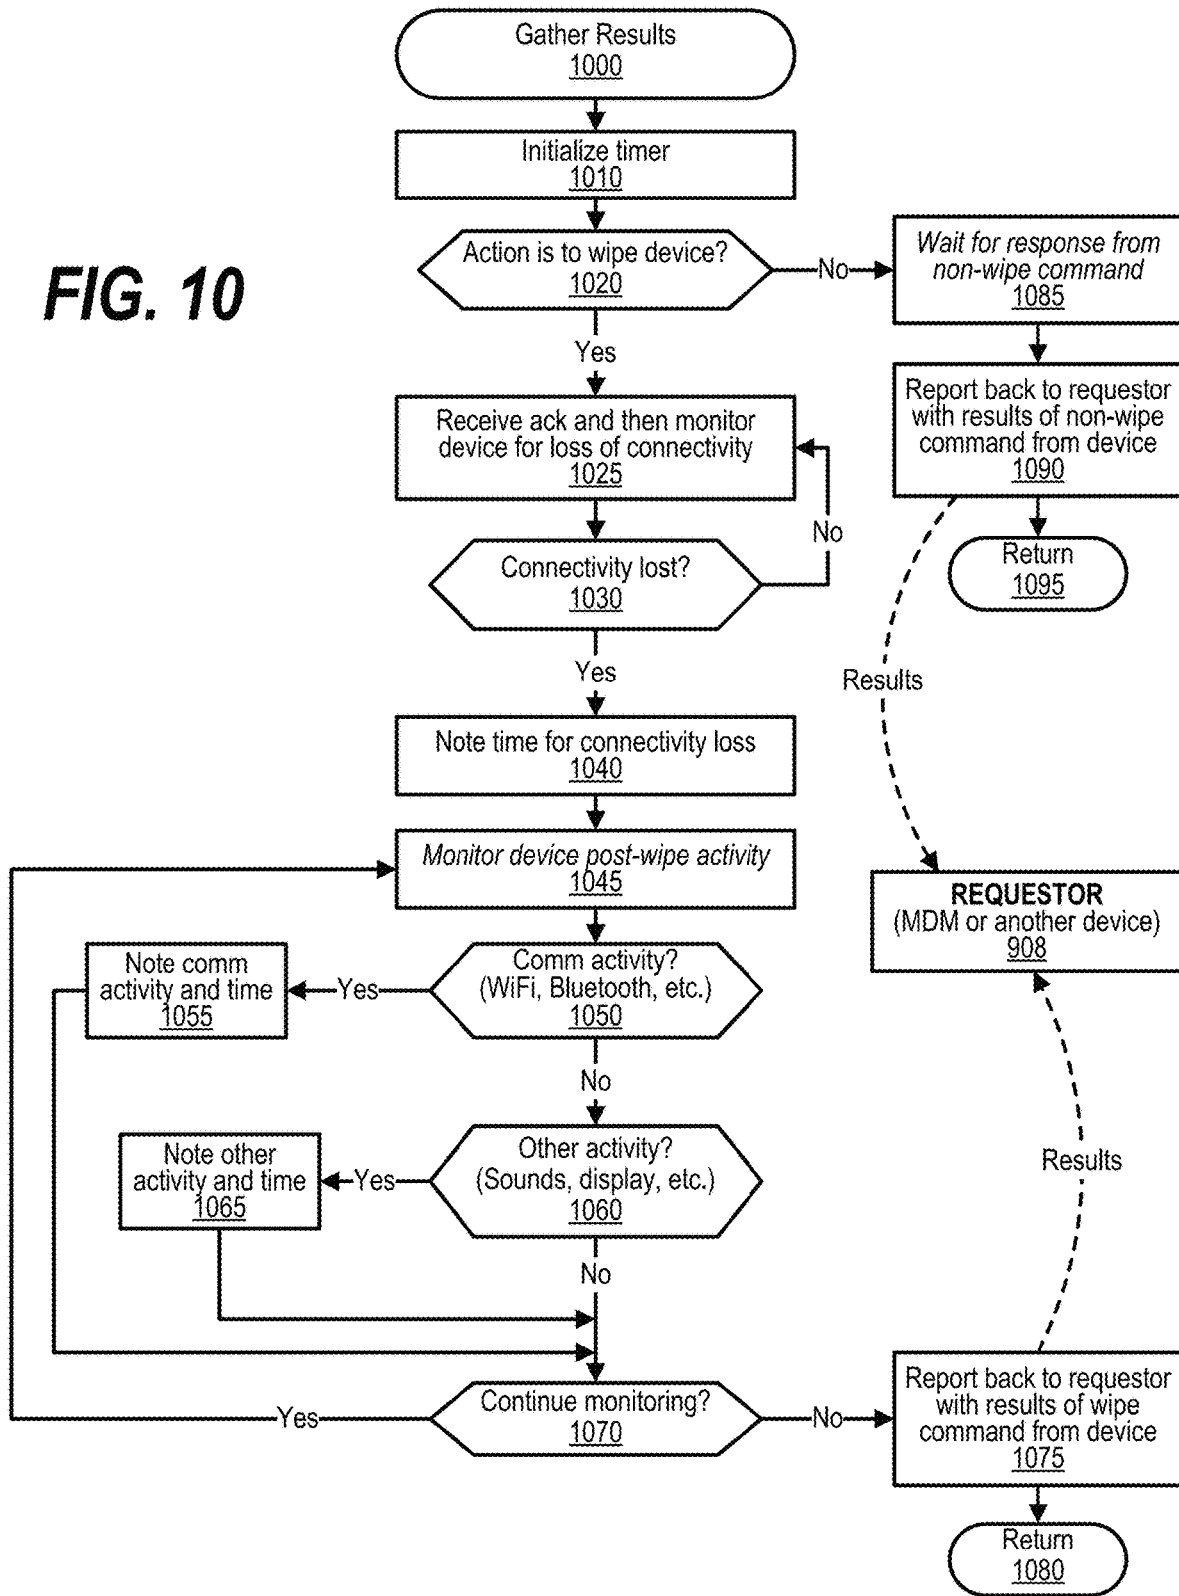 Gather Results
1000
Initialize timer
1010
FIG. 10
Action is to wipe device?
1020
No
Wait for response from
non-wipe command
1085
Yes
Report back to requestor
with results of non-wipe
command from device
1090
Receive ack and then monitor
device for loss of connectivity
1025
No
Return
1095
Connectivity lost?
1030
Yes
Results
Note time for connectivity loss
1040
Monitor device post-wipe activity
1045
REQUESTOR
(MDM or another device)
908
Note comm
activity and time
1055
Yes
Comm activity?
(WiFi, Bluetooth, etc.)
1050
No
Note other
activity and time
1065
Yes
Other activity?
(Sounds, display, etc.)
1060
Results
No
Yes
Continue monitoring?
1070
No
Report back to requestor
with results of wipe
command from device
1075
Return
1080